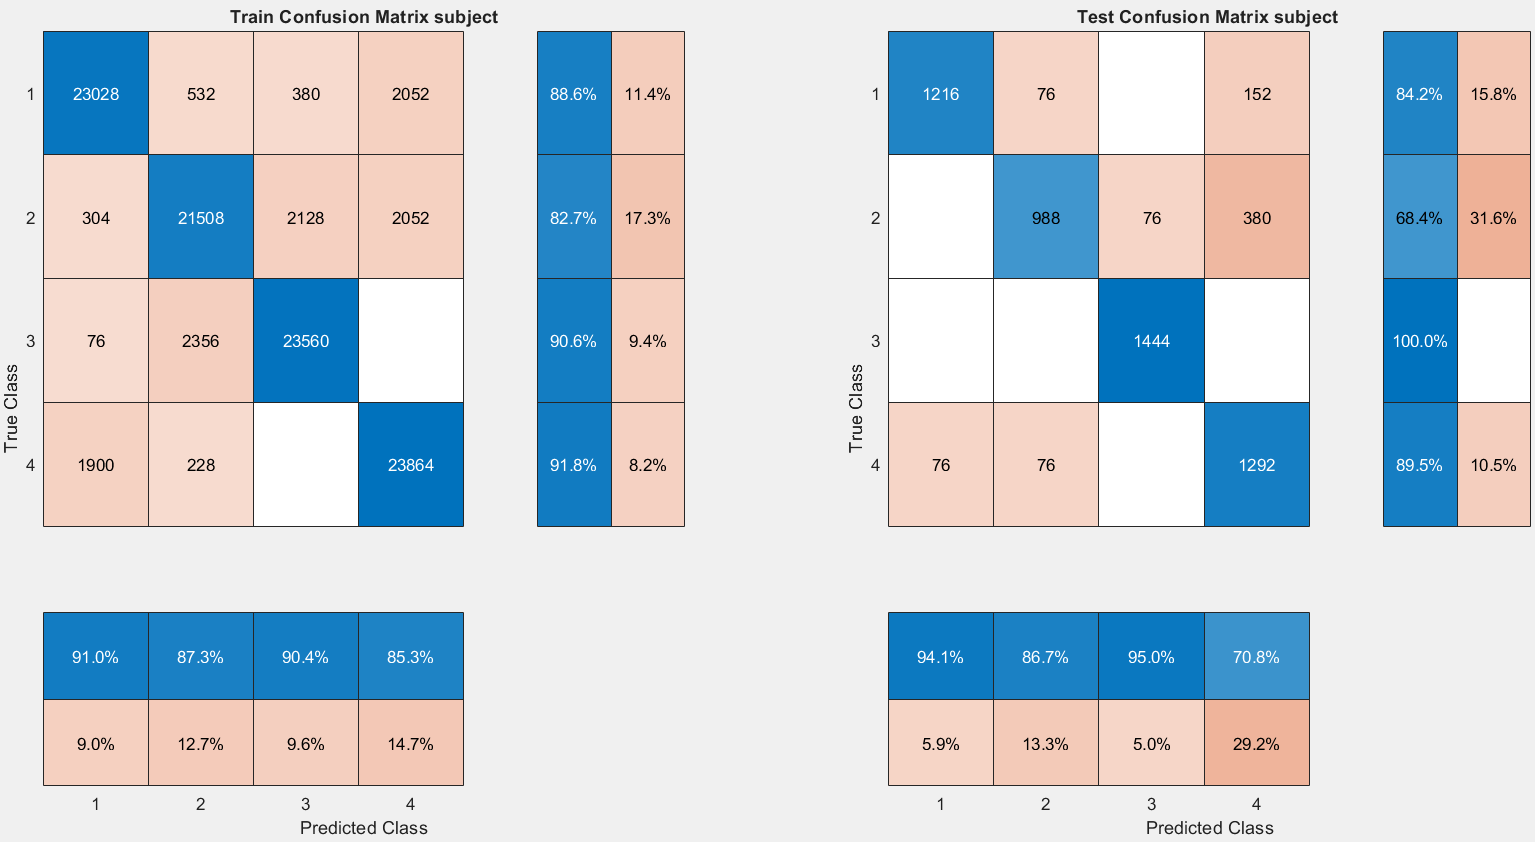 Train Confusion Matrix subject
1 23028 532 380 2052 88.6% 11.4%
2 304 21508 2128 2052 82.7% 17.3%
3 76 2356 23560 90.6% 9.4%
4 1900 228 23864 91.8% 8.2%
True Class
91.0% 87.3% 90.4% 85.3%
9.0% 12.7% 9.6% 14.7%
1 2 3 4
Predicted Class
Test Confusion Matrix subject
1 1216 76 152 84.2% 15.8%
2 988 76 380 68.4% 31.6%
3 1444 100.0%
4 76 76 1292 89.5% 10.5%
True Class
94.1% 86.7% 95.0% 70.8%
5.9% 13.3% 5.0% 29.2%
1 2 3 4
Predicted Class